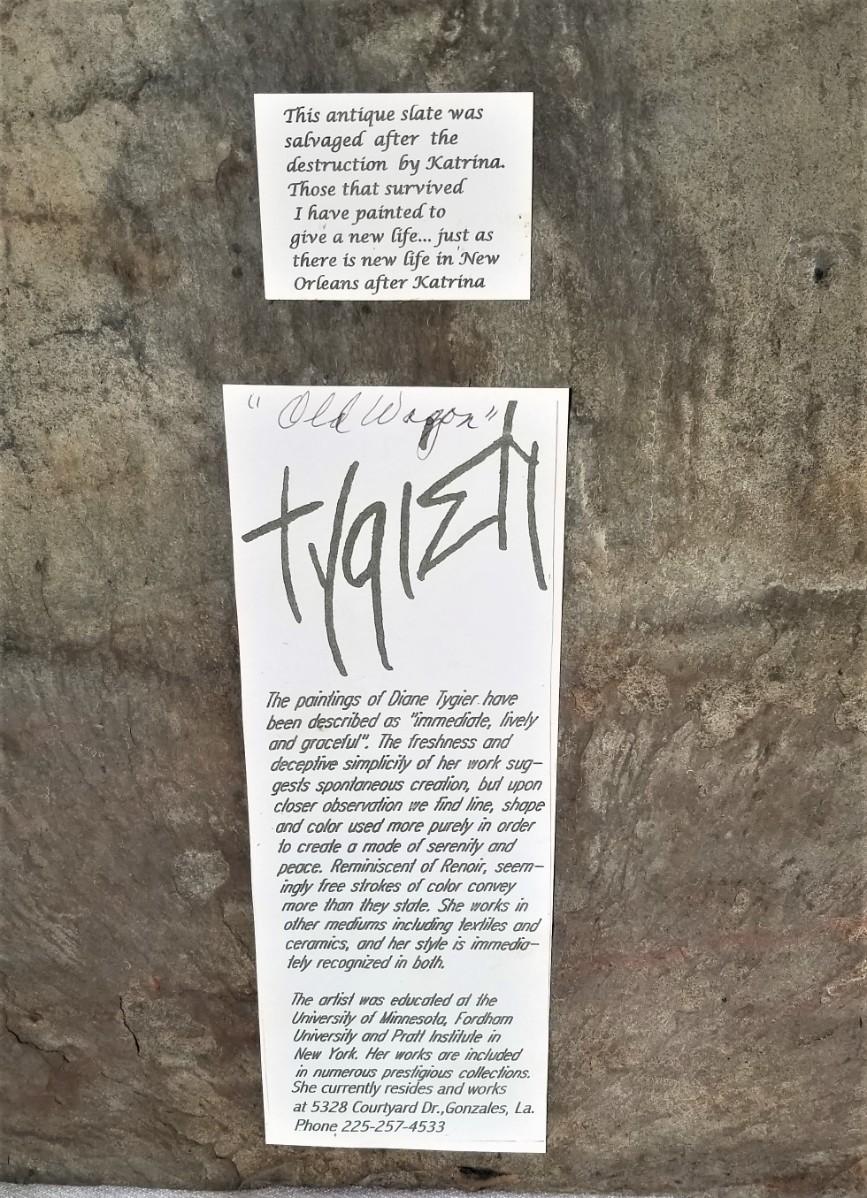 This antique slate was
salvaged after the
destruction by Katrina.
Those that survived
I have painted to
give a new life... just as
there is new life in New
Orleans after Katrina
"Old Wagon"
Tygier
The paintings of Diane Tygier have
been described as "immediate, lively
and graceful". The freshness and
deceptive simplicity of her work sug-
gests spontaneous creation, but upon
closer observation we find line, shape
and color used more purely in order
to create a mode of serenity and
peace. Reminiscent of Renoir, seem-
ingly free strokes of color convey
more than they state. She works in
other mediums including textiles and
ceramics, and her style is immedia-
tely recognized in both.
The artist was educated at the
University of Minnesota, Fordham
University and Pratt Institute in
New York. Her works are included
in numerous prestigious collections.
She currently resides and works
at 5328 Courtyard Dr.,Gonzales, La.
Phone 225-257-4533